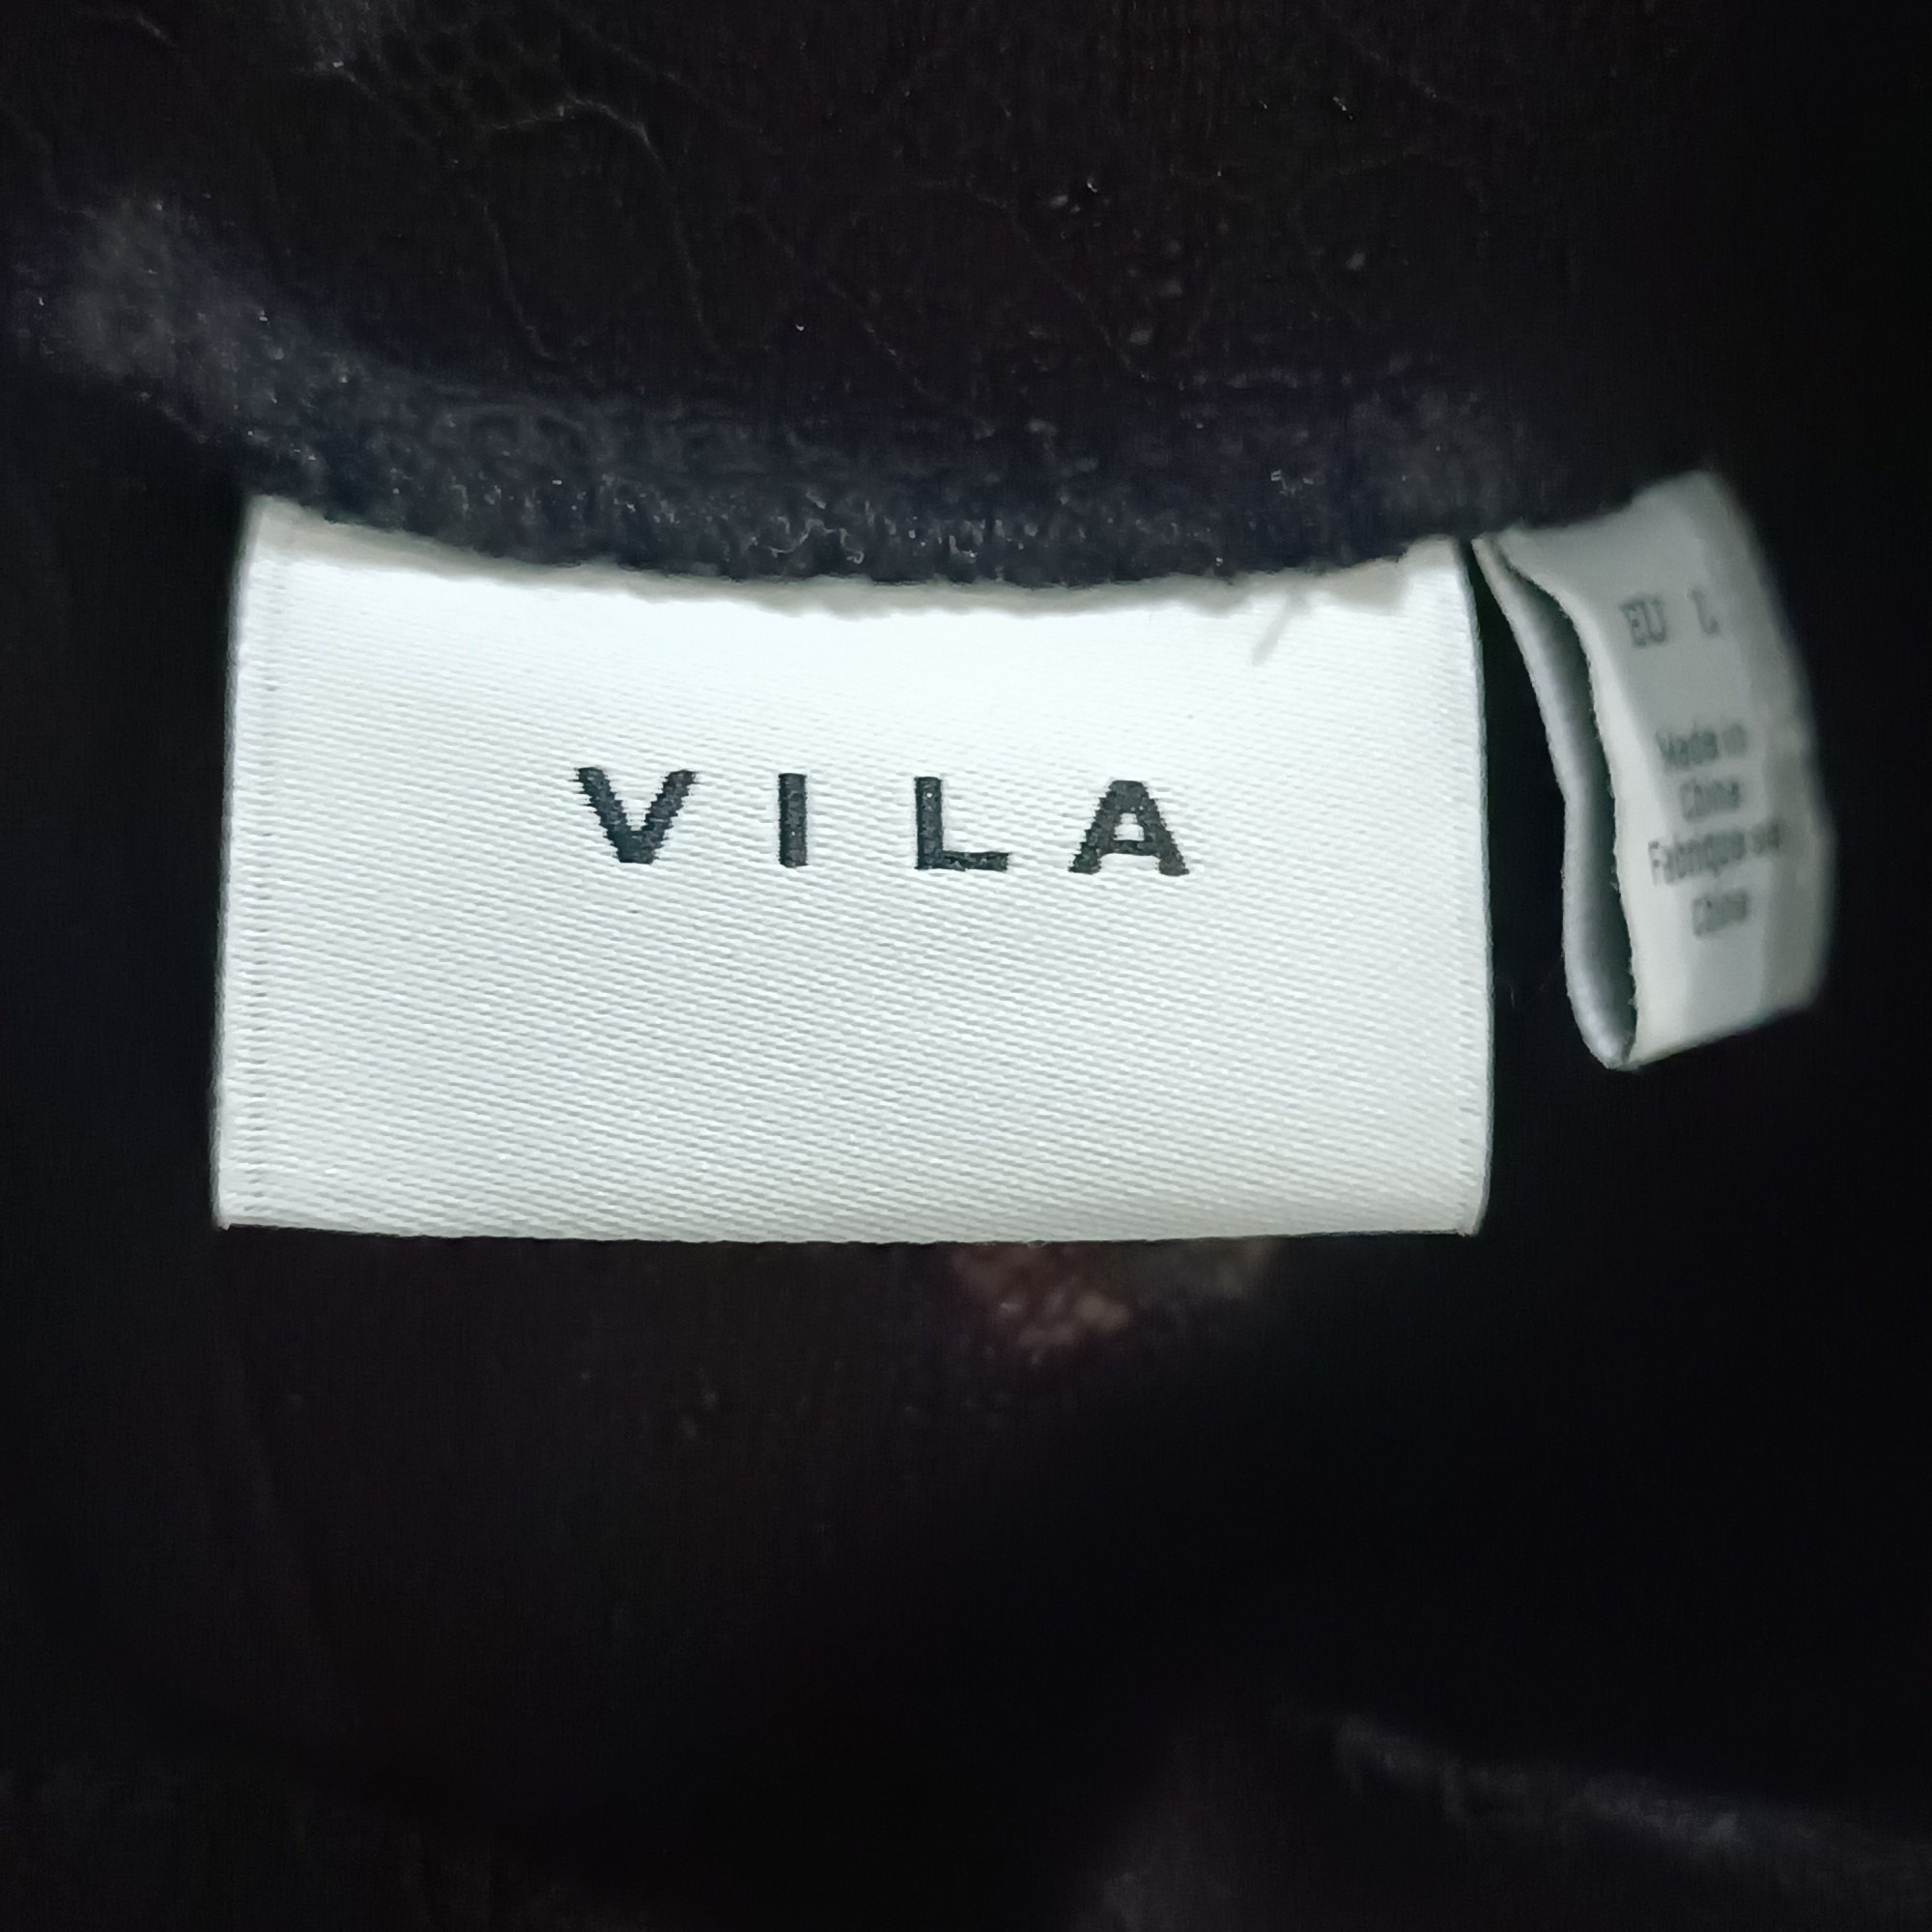 VILA
EU L
Made in
China
Fabriqué en
Chine